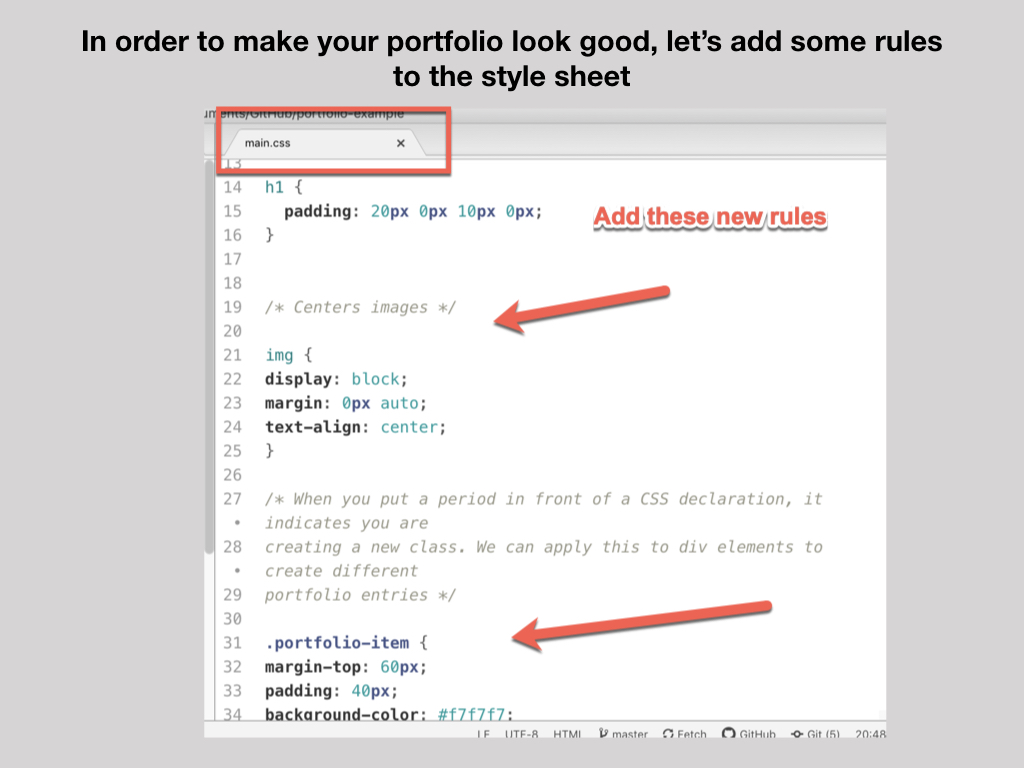 In order to make your portfolio look good, let’s add some rules
to the style sheet
uments/GitHub/portfolio-example
main.css ×
13
14 h1 {
15 padding: 20px 0px 10px 0px;
Add these new rules
16 }
17
18
19 /* Centers images */
20
21 img {
22 display: block;
23 margin: 0px auto;
24 text-align: center;
25 }
26
27 /* When you put a period in front of a CSS declaration, it
• indicates you are
28 creating a new class. We can apply this to div elements to
• create different
29 portfolio entries */
30
31 .portfolio-item {
32 margin-top: 60px;
33 padding: 40px;
34 background-color: #f7f7f7;
LF UTF-8 HTML master Fetch GitHub Git (5) 20:48